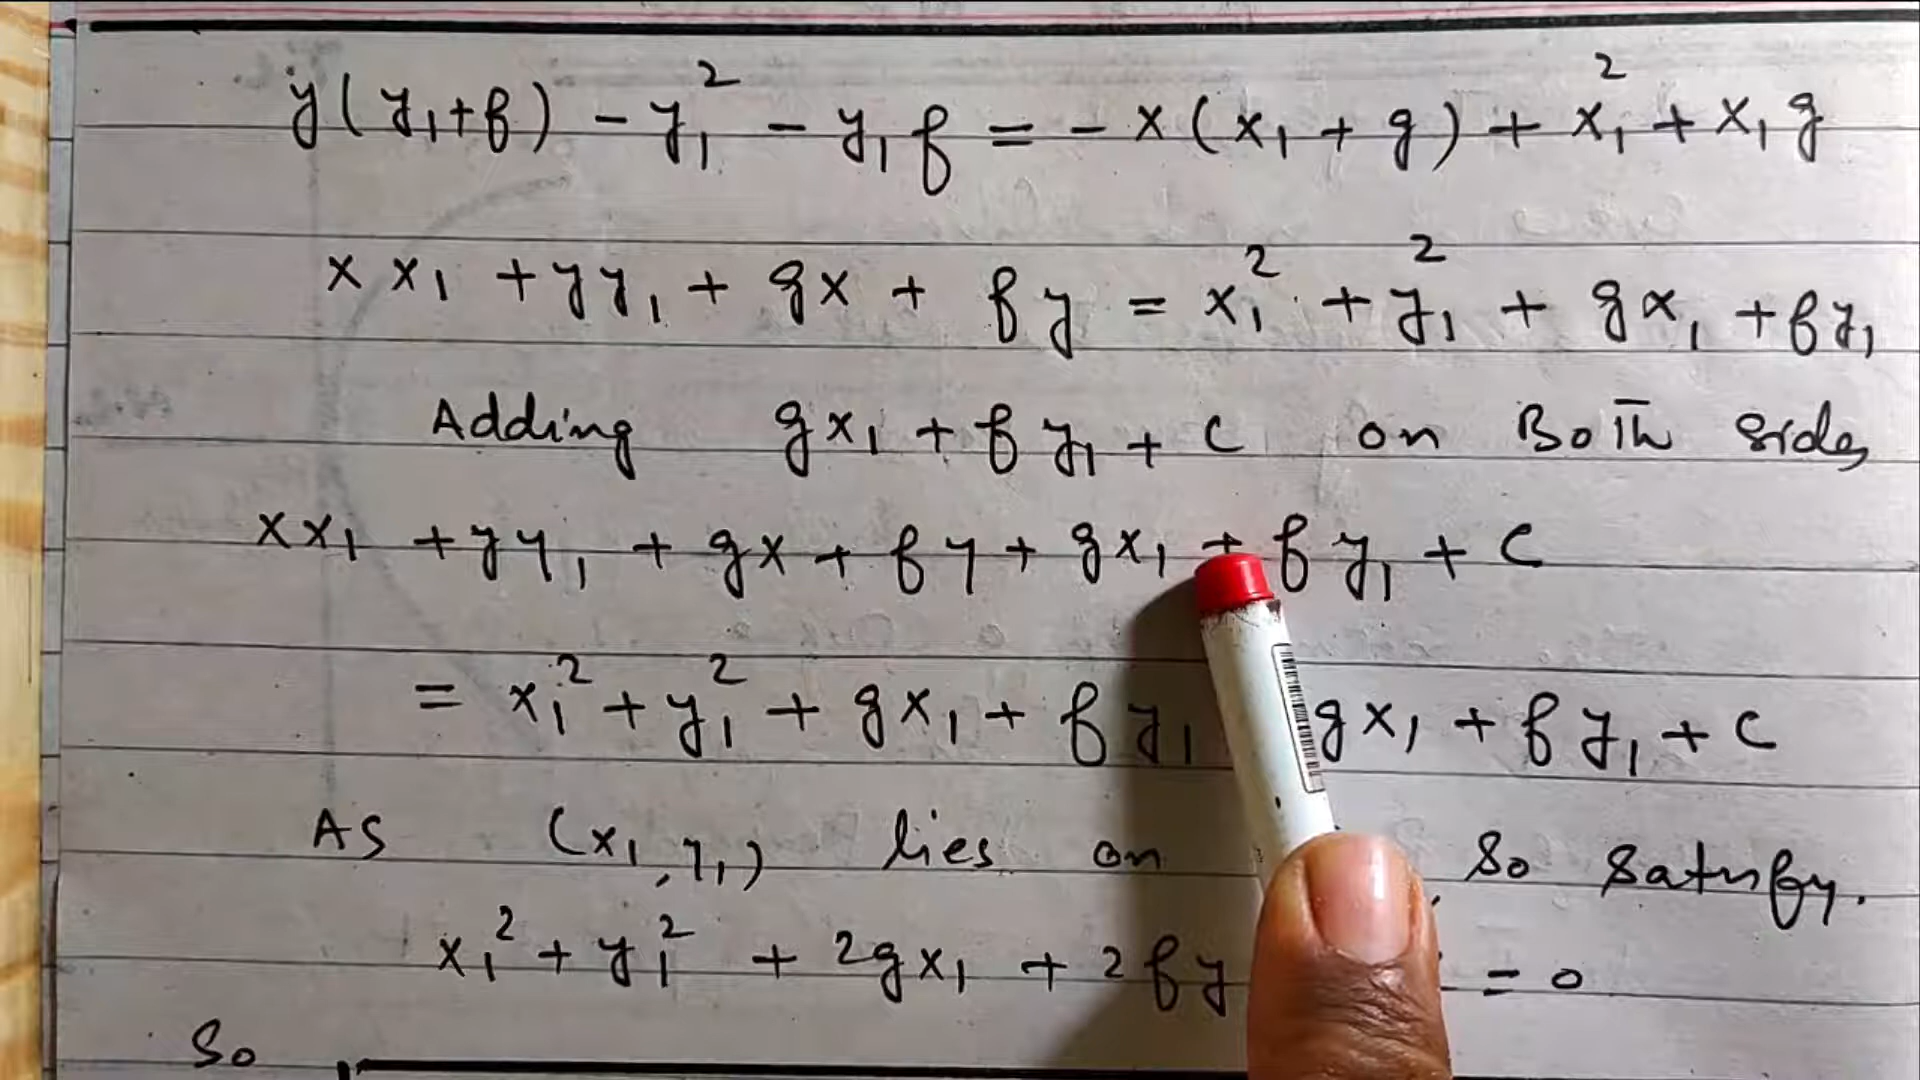 y(y₁+f) - y₁² - y₁f = -x(x₁+g) + x₁² + x₁g
xx₁ + yy₁ + gx + fy = x₁² + y₁² + gx₁ + fy₁
Adding gx₁ + fy₁ + c on Both sides
xx₁ + yy₁ + gx + fy + gx₁ + fy₁ + c
= x₁² + y₁² + gx₁ + fy₁ gx₁ + fy₁ + c
As (x₁, y₁) lies on so satisfy.
x₁² + y₁² + 2gx₁ + 2fy = 0
So